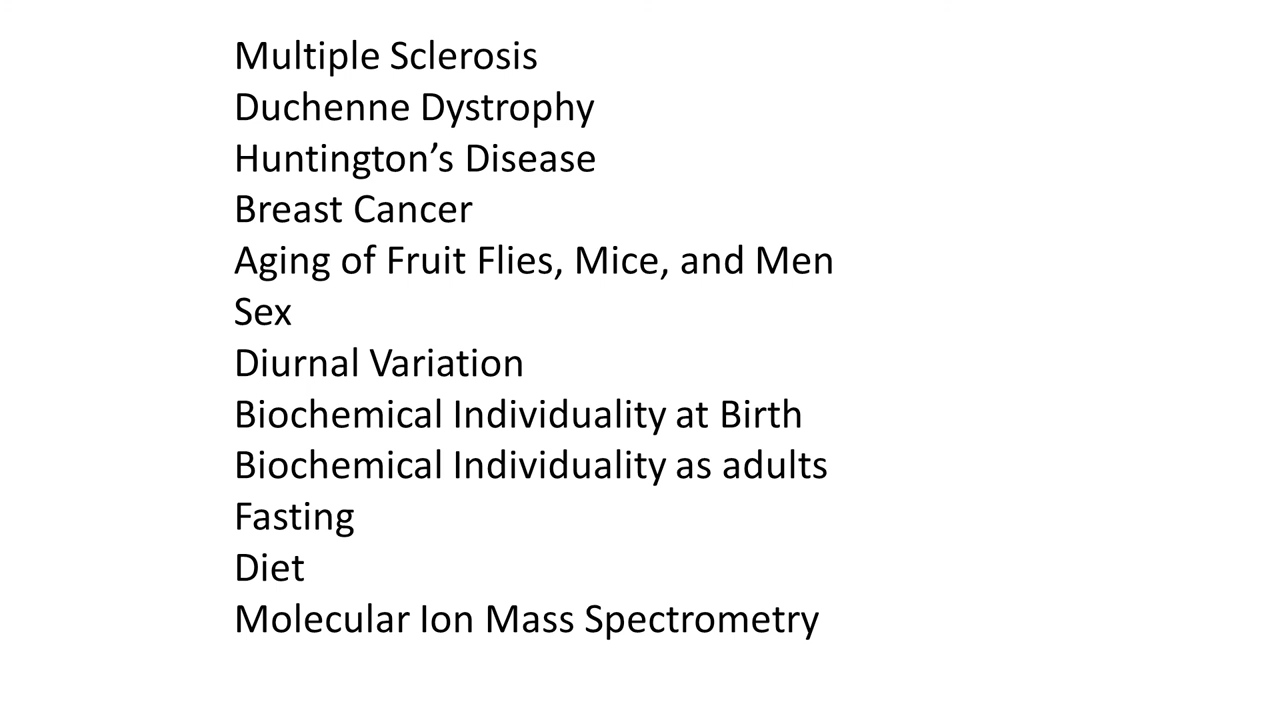 Multiple Sclerosis
Duchenne Dystrophy
Huntington’s Disease
Breast Cancer
Aging of Fruit Flies, Mice, and Men
Sex
Diurnal Variation
Biochemical Individuality at Birth
Biochemical Individuality as adults
Fasting
Diet
Molecular Ion Mass Spectrometry